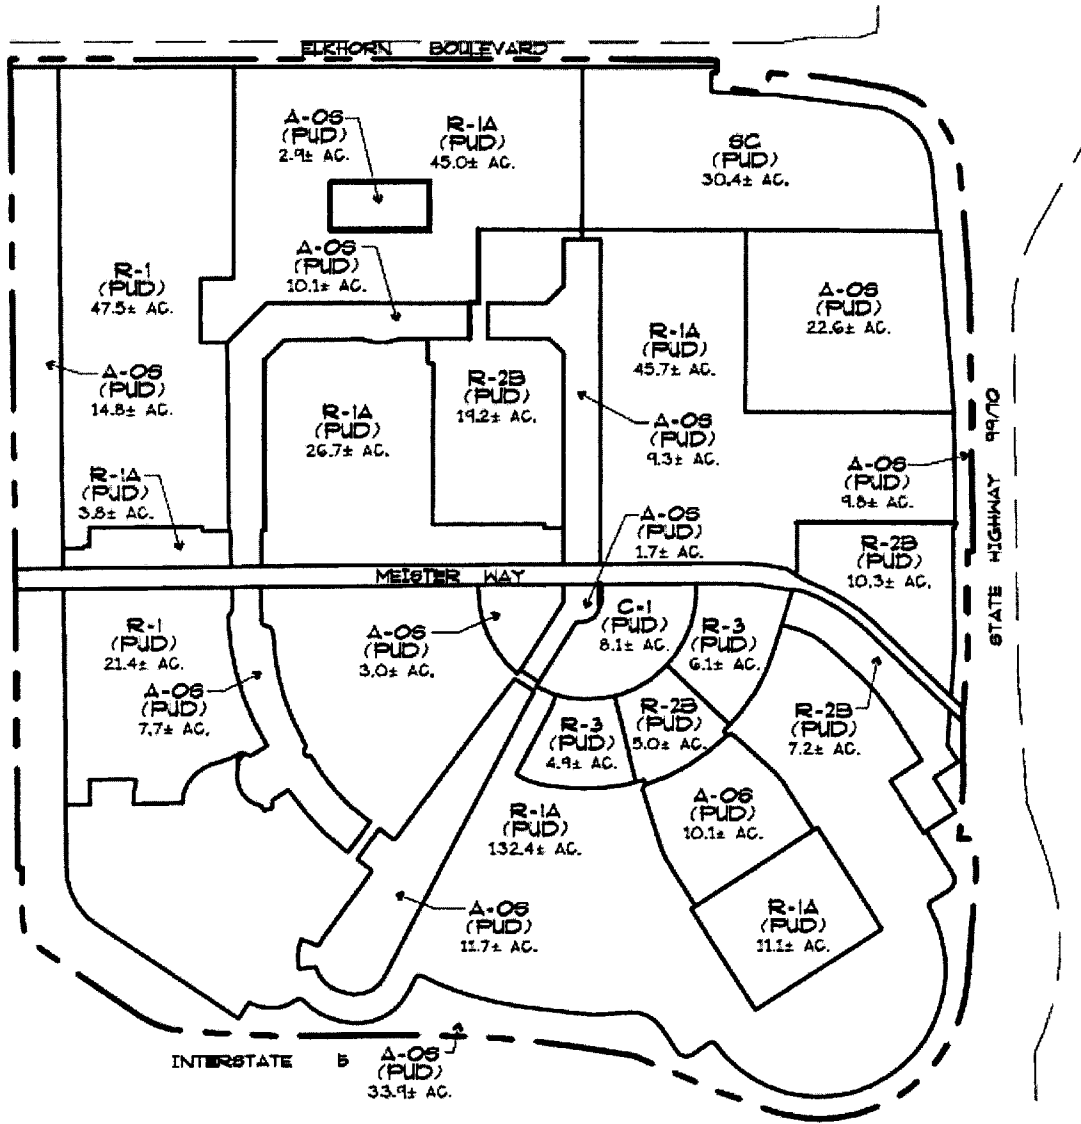 ELKHORN BOULEVARD
A-OS
(PUD)
2.9± AC.
R-1A
(PUD)
45.0± AC.
SC
(PUD)
30.4± AC.
R-1
(PUD)
47.5± AC.
A-OS
(PUD)
10.1± AC.
A-OS
(PUD)
22.6± AC.
R-1A
(PUD)
45.7± AC.
A-OS
(PUD)
14.8± AC.
R-1A
(PUD)
26.7± AC.
R-2B
(PUD)
19.2± AC.
A-OS
(PUD)
9.3± AC.
STATE HIGHWAY 99/70
A-OS
(PUD)
9.8± AC.
R-1A
(PUD)
3.8± AC.
A-OS
(PUD)
1.7± AC.
R-2B
(PUD)
10.3± AC.
MEISTER WAY
R-1
(PUD)
21.4± AC.
A-OS
(PUD)
3.0± AC.
C-1
(PUD)
8.1± AC.
R-3
(PUD)
6.1± AC.
A-OS
(PUD)
7.7± AC.
R-3
(PUD)
4.9± AC.
R-2B
(PUD)
5.0± AC.
R-2B
(PUD)
7.2± AC.
R-1A
(PUD)
132.4± AC.
A-OS
(PUD)
10.1± AC.
A-OS
(PUD)
11.7± AC.
R-1A
(PUD)
11.1± AC.
INTERSTATE 5
A-OS
(PUD)
33.9± AC.